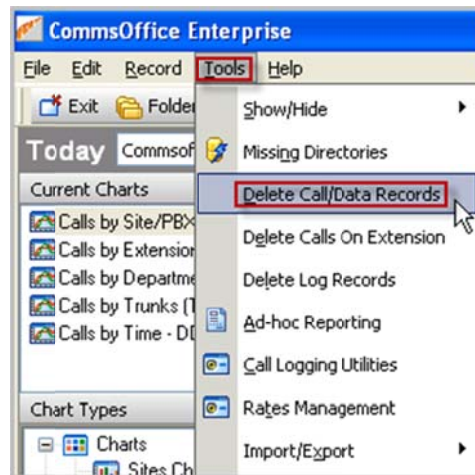 CommsOffice Enterprise
File Edit Record Tools Help
Exit Folder
Today Commsof
Current Charts
Calls by Site/PBX
Calls by Extension
Calls by Departme
Calls by Trunks (T
Calls by Time - DD
Chart Types
Charts
Sites Ch
Show/Hide
Missing Directories
Delete Call/Data Records
Delete Calls On Extension
Delete Log Records
Ad-hoc Reporting
Call Logging Utilities
Rates Management
Import/Export